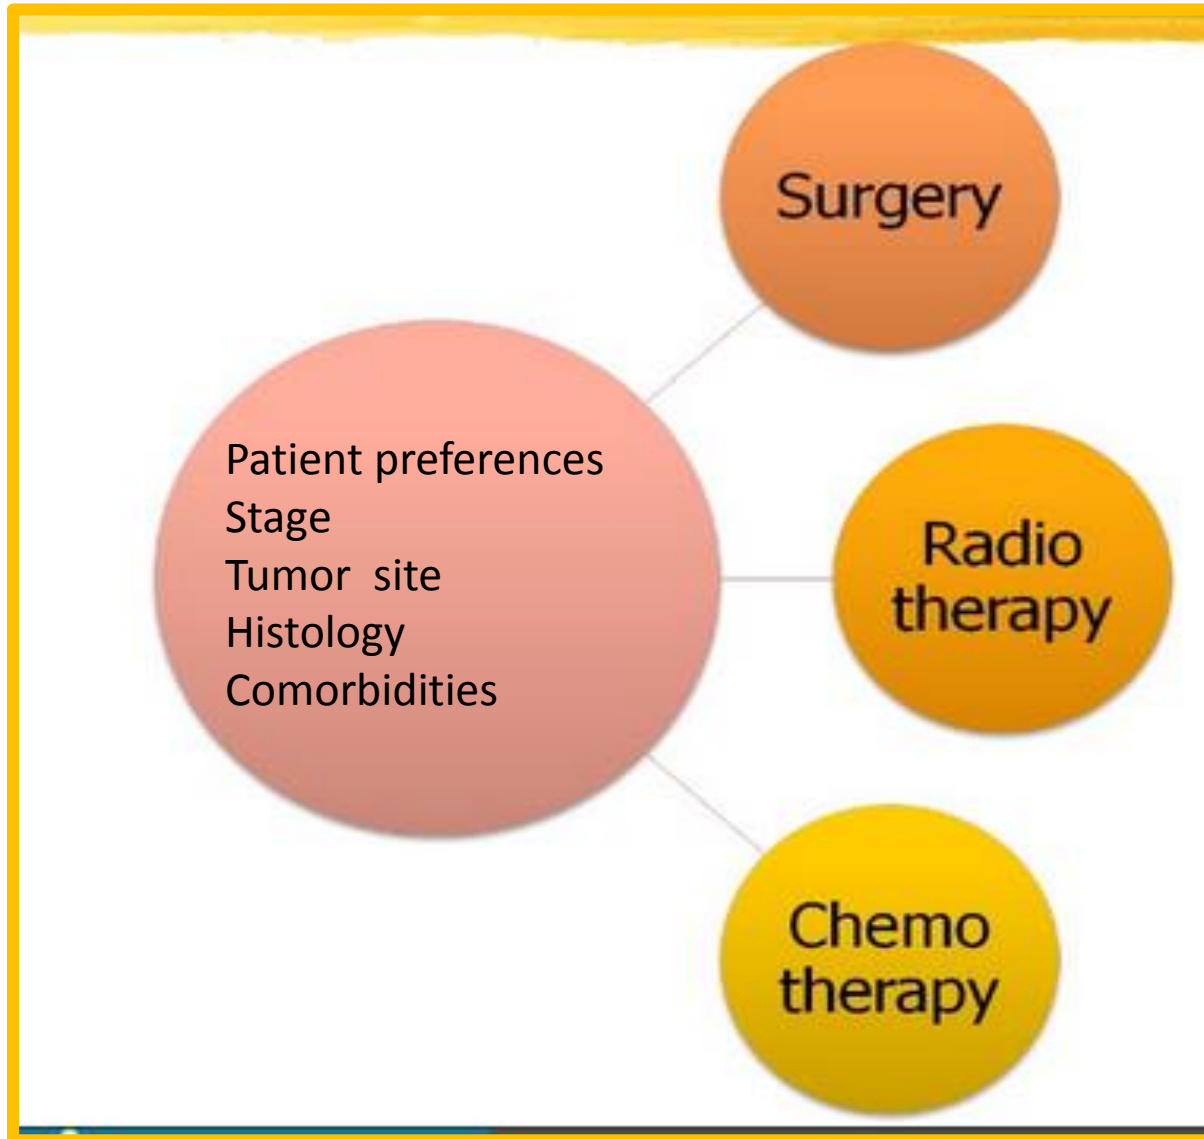 Surgery
Patient preferences
Stage
Tumor site
Histology
Comorbidities
Radio
therapy
Chemo
therapy